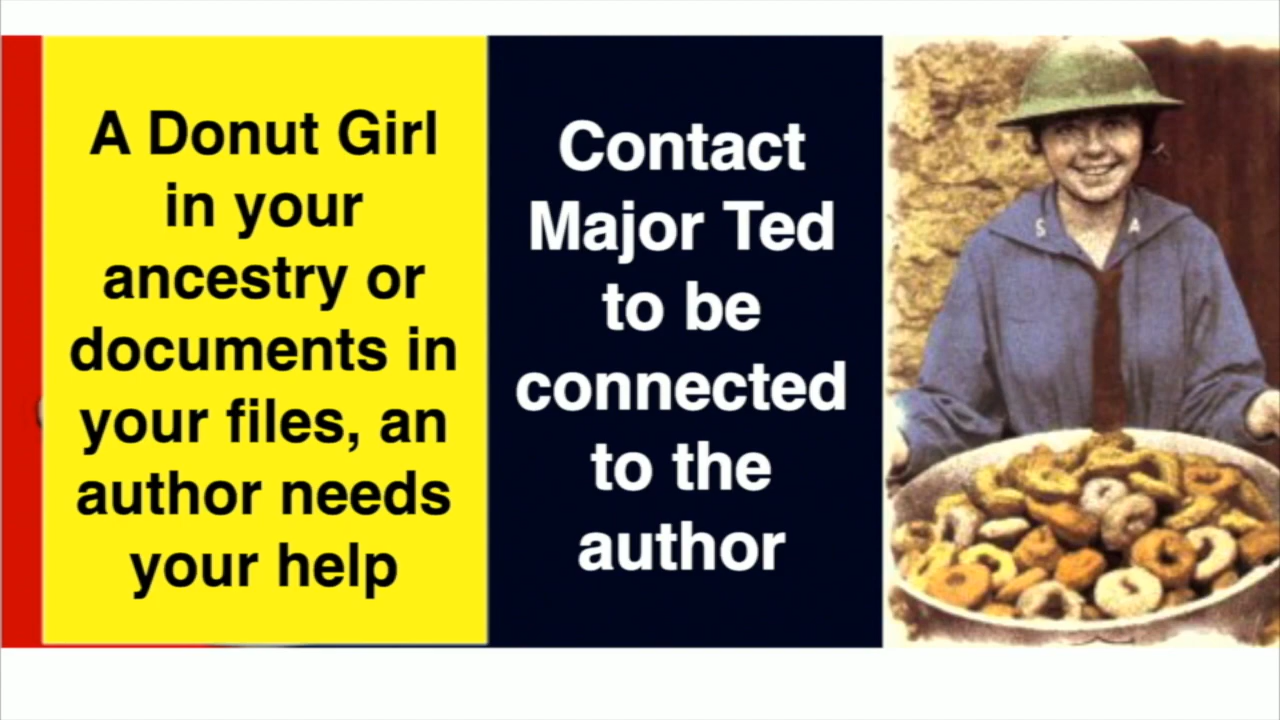 A Donut Girl
in your
ancestry or
documents in
your files, an
author needs
your help
Contact
Major Ted
to be
connected
to the
author
S A